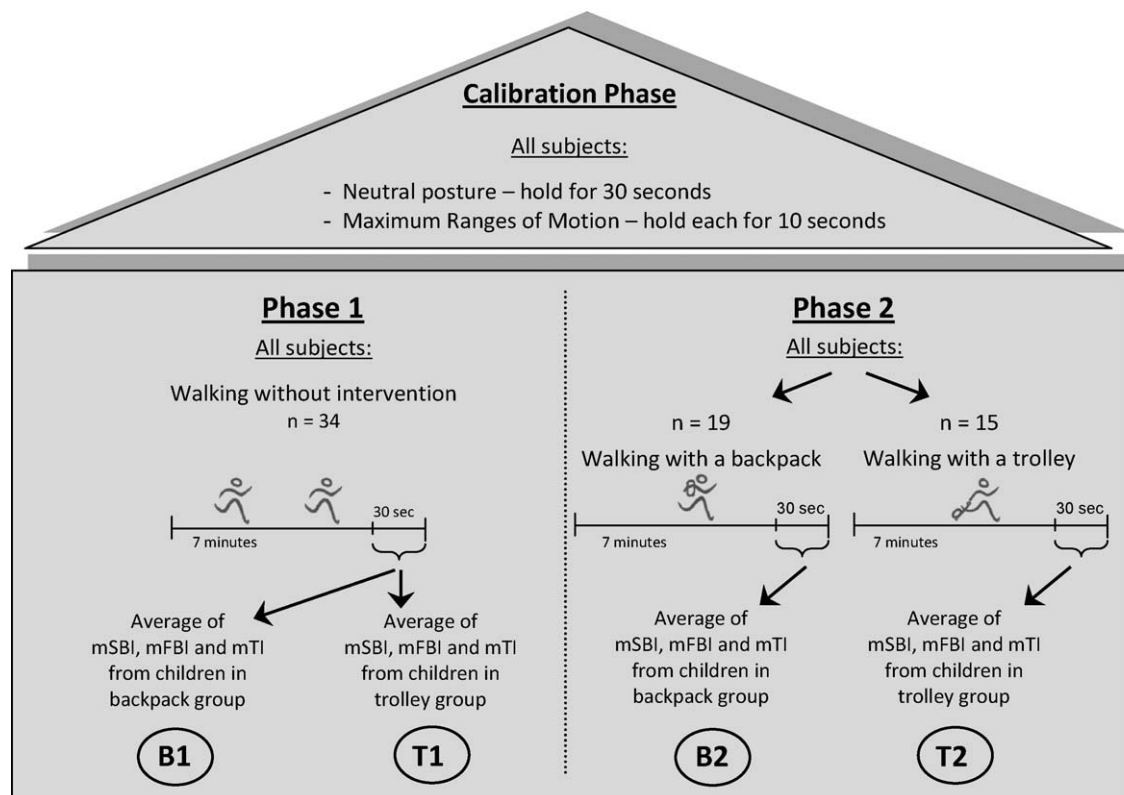 Calibration Phase
All subjects:
- Neutral posture – hold for 30 seconds
- Maximum Ranges of Motion – hold each for 10 seconds
Phase 1
All subjects:
Walking without intervention
n = 34
30 sec
7 minutes
Average of
mSBI, mFBI and mTI
from children in
backpack group
B1
Average of
mSBI, mFBI and mTI
from children in
trolley group
T1
Phase 2
All subjects:
n = 19
Walking with a backpack
30 sec
7 minutes
Average of
mSBI, mFBI and mTI
from children in
backpack group
B2
n = 15
Walking with a trolley
30 sec
7 minutes
Average of
mSBI, mFBI and mTI
from children in
trolley group
T2